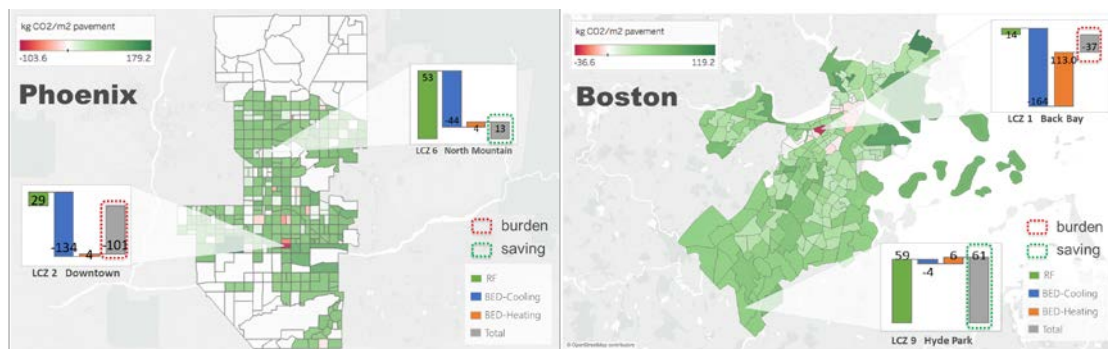 kg CO2/m2 pavement
-103.6 179.2
Phoenix
53
-44
4
13
LCZ 6 North Mountain
29
-134
4
-101
LCZ 2 Downtown
burden
saving
RF
BED-Cooling
BED-Heating
Total
kg CO2/m2 pavement
-36.6 119.2
Boston
14
-164
113.0
-37
LCZ 1 Back Bay
59
-4
6
61
LCZ 9 Hyde Park
burden
saving
RF
BED-Cooling
BED-Heating
Total
© OpenStreetMap contributors